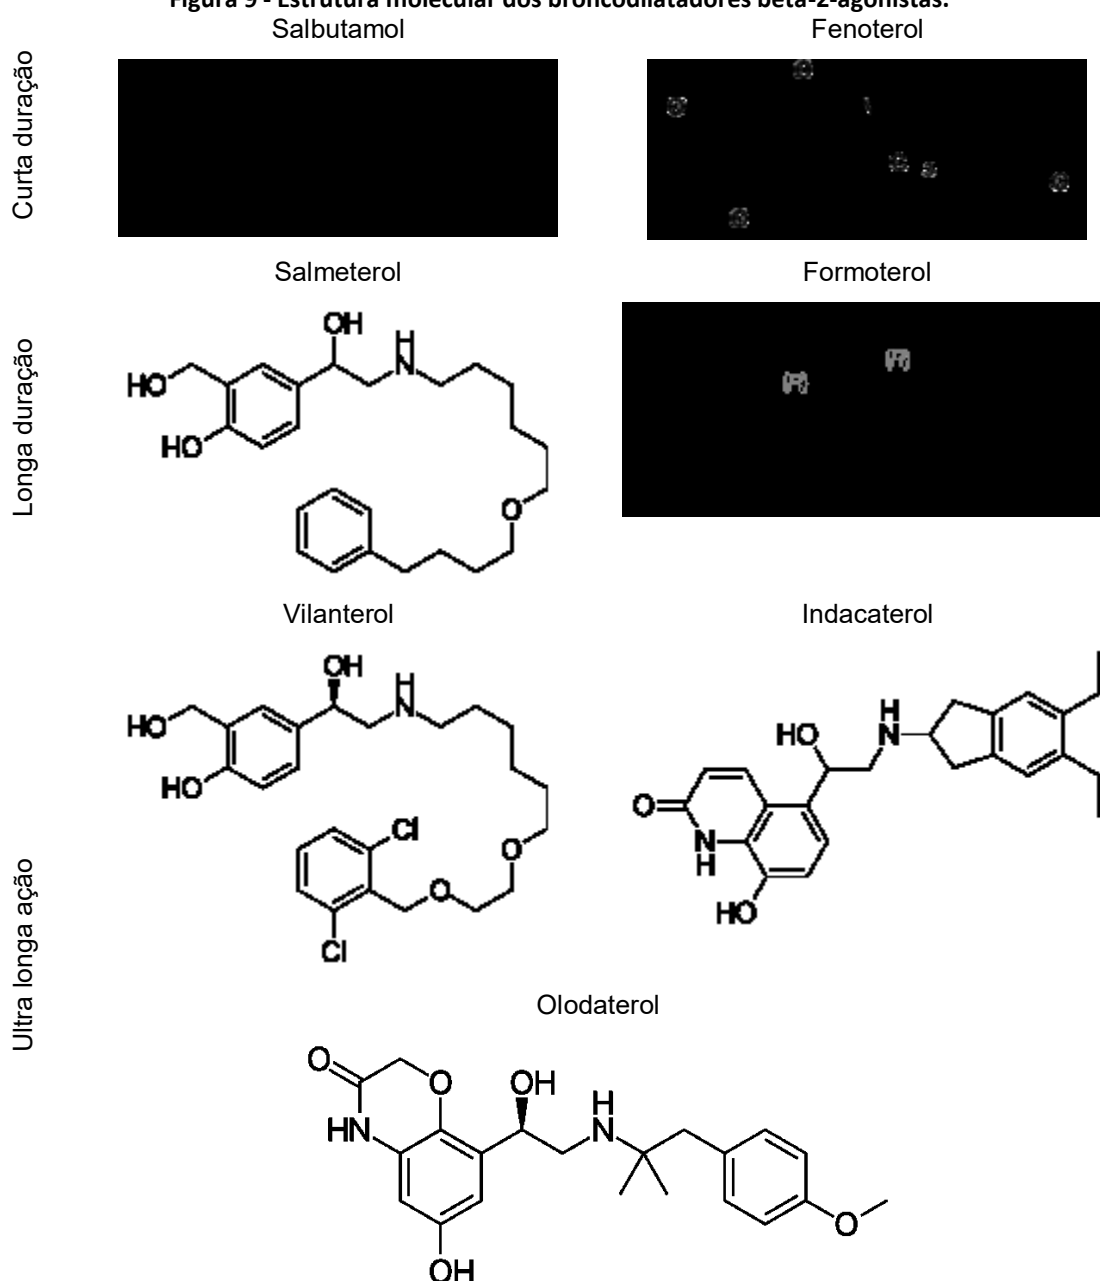 Figura 9 - Estrutura molecular dos broncodilatadores beta-2-agonistas.
Salbutamol
Fenoterol
Curta duração
Salmeterol
Formoterol
Longa duração
OH
H
N
HO
HO
O
Vilanterol
Indacaterol
Ultra longa ação
OH
H
N
HO
HO
Cl
O
O
Cl
H
N
HO
O
N
H
HO
Olodaterol
O
O
OH
H
N
HN
O
OH